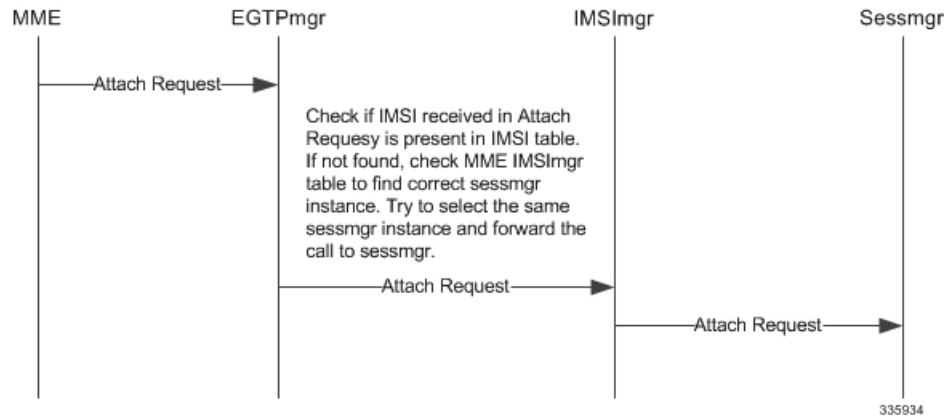 MME EGTPmgr IMSImgr Sessmgr
Attach Request
Check if IMSI received in Attach
Requesy is present in IMSI table.
If not found, check MME IMSImgr
table to find correct sessmgr
instance. Try to select the same
sessmgr instance and forward the
call to sessmgr.
Attach Request
Attach Request
335934